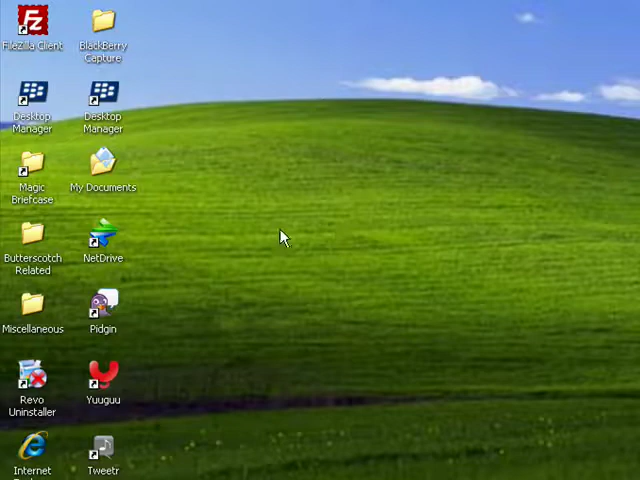 FileZilla Client
BlackBerry
Capture
Desktop
Manager
Desktop
Manager
Magic
Briefcase
My Documents
Butterscotch
Related
NetDrive
Miscellaneous
Pidgin
Revo
Uninstaller
Yuuguu
Internet
Tweetr